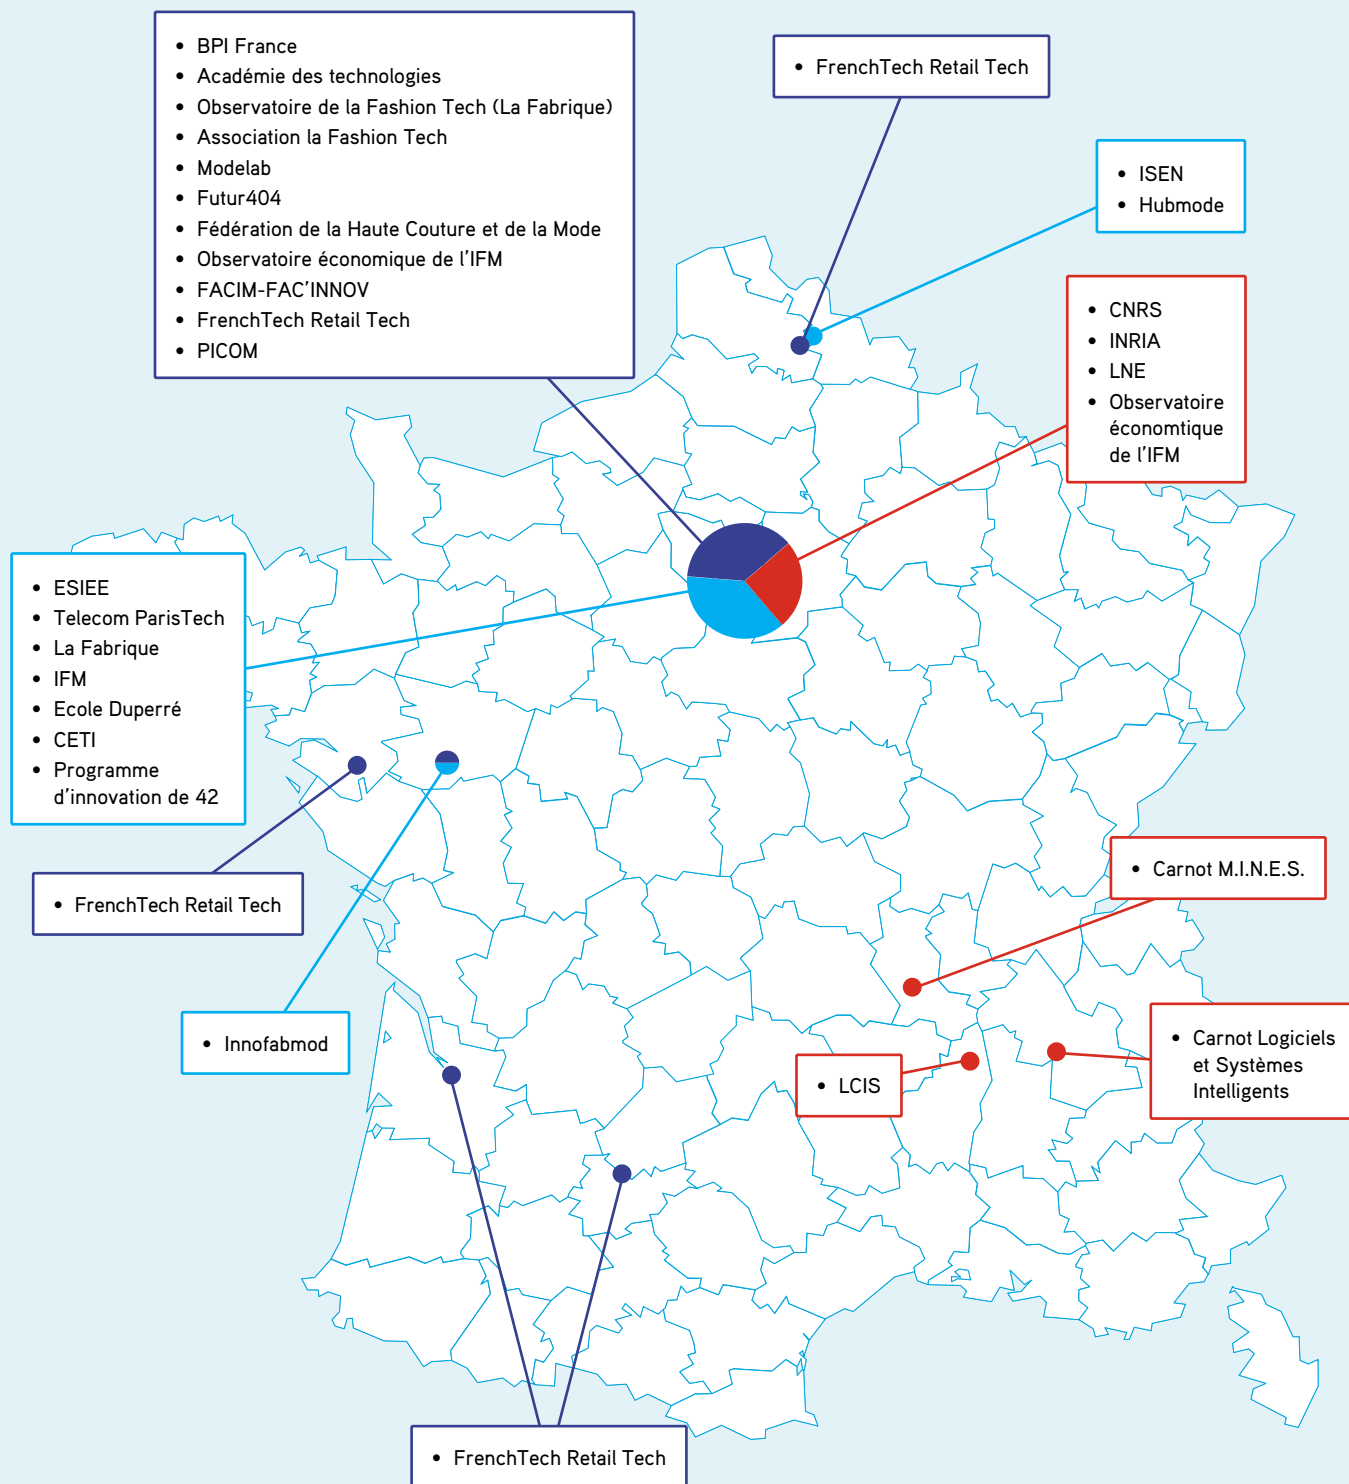 • BPI France
• Académie des technologies
• Observatoire de la Fashion Tech (La Fabrique)
• Association la Fashion Tech
• Modelab
• Futur404
• Fédération de la Haute Couture et de la Mode
• Observatoire économique de l'IFM
• FACIM-FAC'INNOV
• FrenchTech Retail Tech
• PICOM
• FrenchTech Retail Tech
• ISEN
• Hubmode
• CNRS
• INRIA
• LNE
• Observatoire
économtique
de l'IFM
• ESIEE
• Telecom ParisTech
• La Fabrique
• IFM
• Ecole Duperré
• CETI
• Programme
d'innovation de 42
• FrenchTech Retail Tech
• Carnot M.I.N.E.S.
• Innofabmod
• LCIS
• Carnot Logiciels
et Systèmes
Intelligents
• FrenchTech Retail Tech